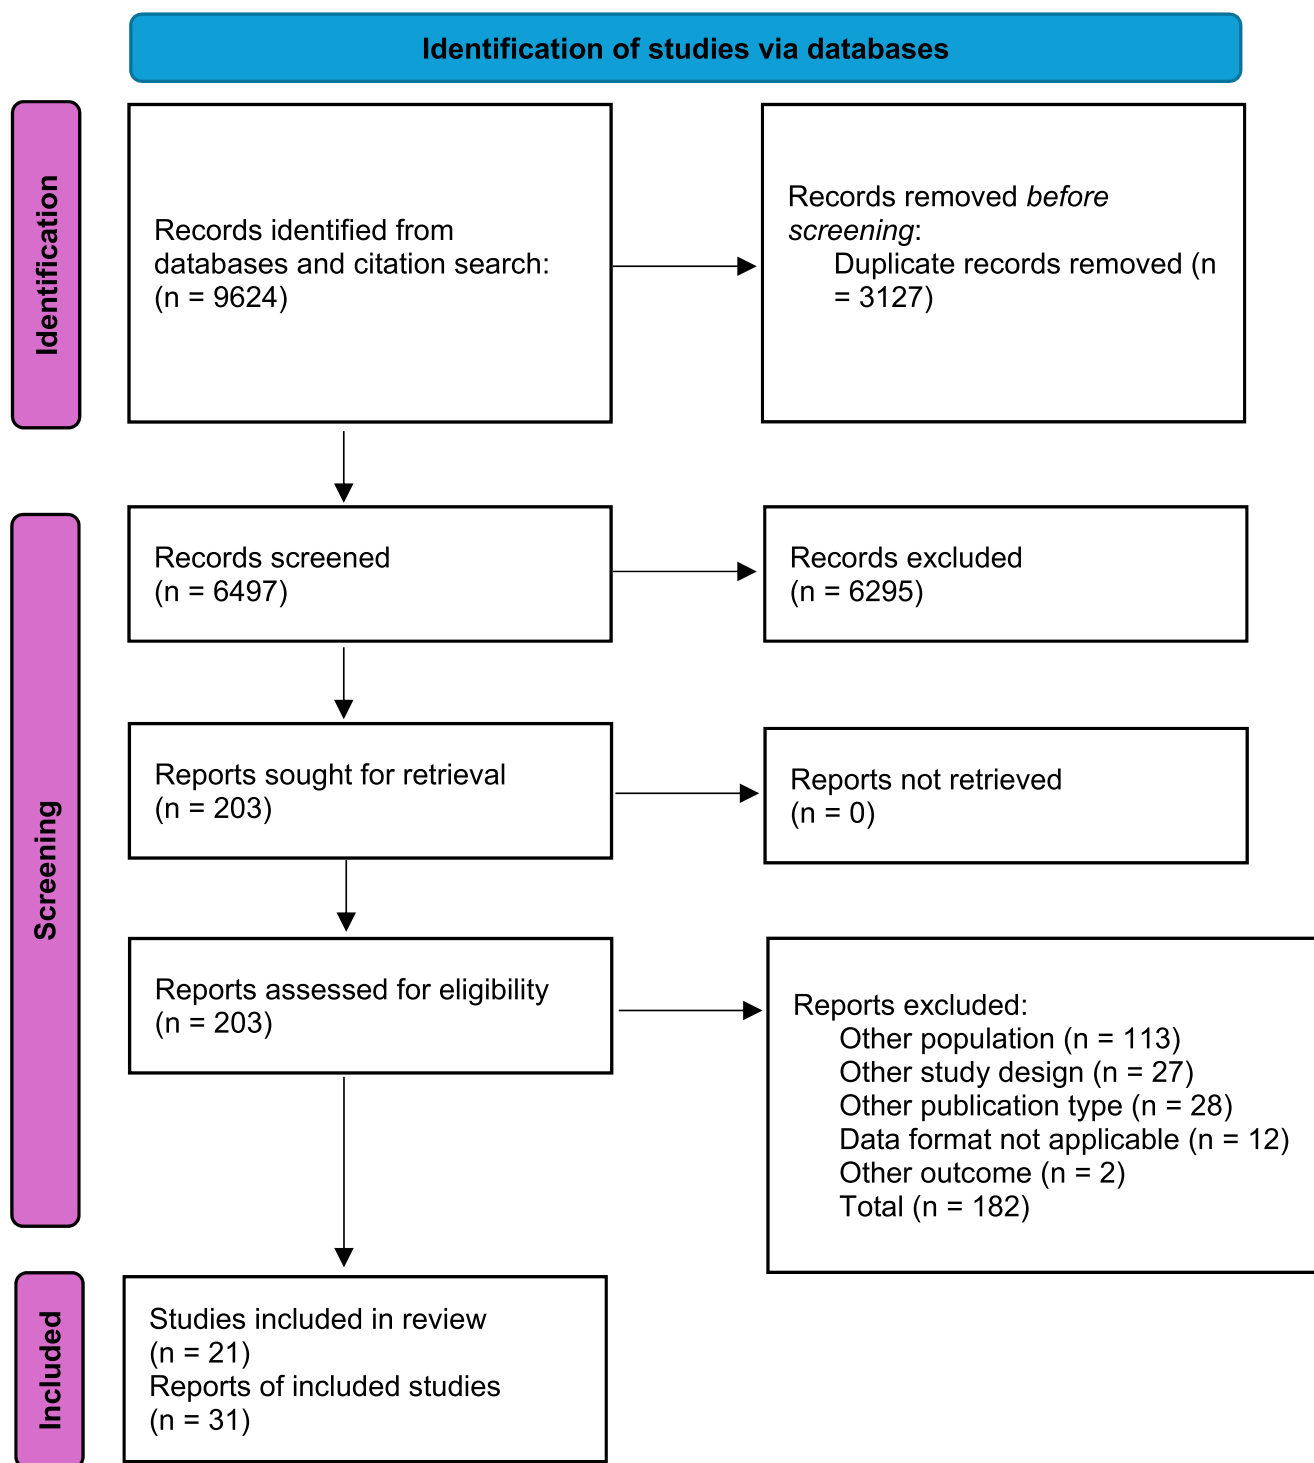 Identification of studies via databases
Identification
Records identified from
databases and citation search:
(n = 9624)
Records removed before
screening:
Duplicate records removed (n
= 3127)
Screening
Records screened
(n = 6497)
Records excluded
(n = 6295)
Reports sought for retrieval
(n = 203)
Reports not retrieved
(n = 0)
Reports assessed for eligibility
(n = 203)
Reports excluded:
Other population (n = 113)
Other study design (n = 27)
Other publication type (n = 28)
Data format not applicable (n = 12)
Other outcome (n = 2)
Total (n = 182)
Included
Studies included in review
(n = 21)
Reports of included studies
(n = 31)